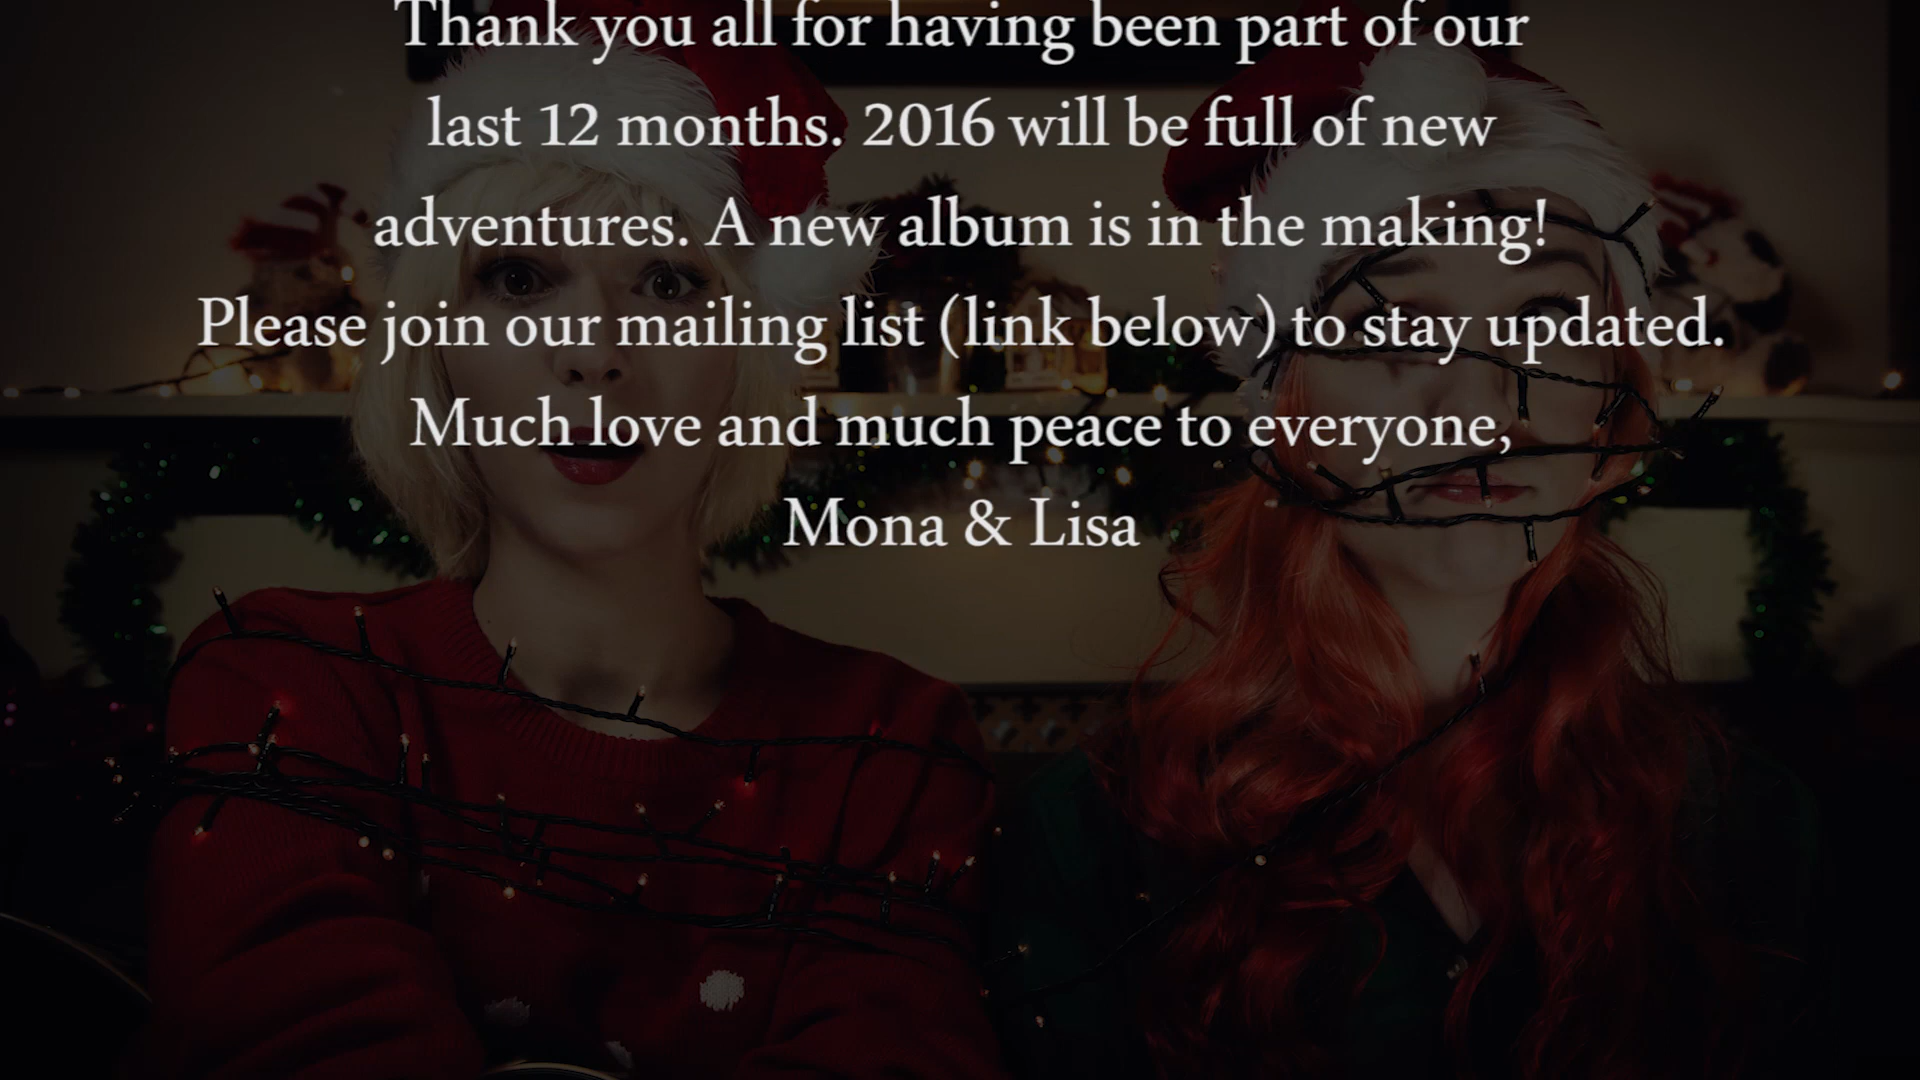 Thank you all for having been part of our
last 12 months. 2016 will be full of new
adventures. A new album is in the making!
Please join our mailing list (link below) to stay updated.
Much love and much peace to everyone,
Mona & Lisa